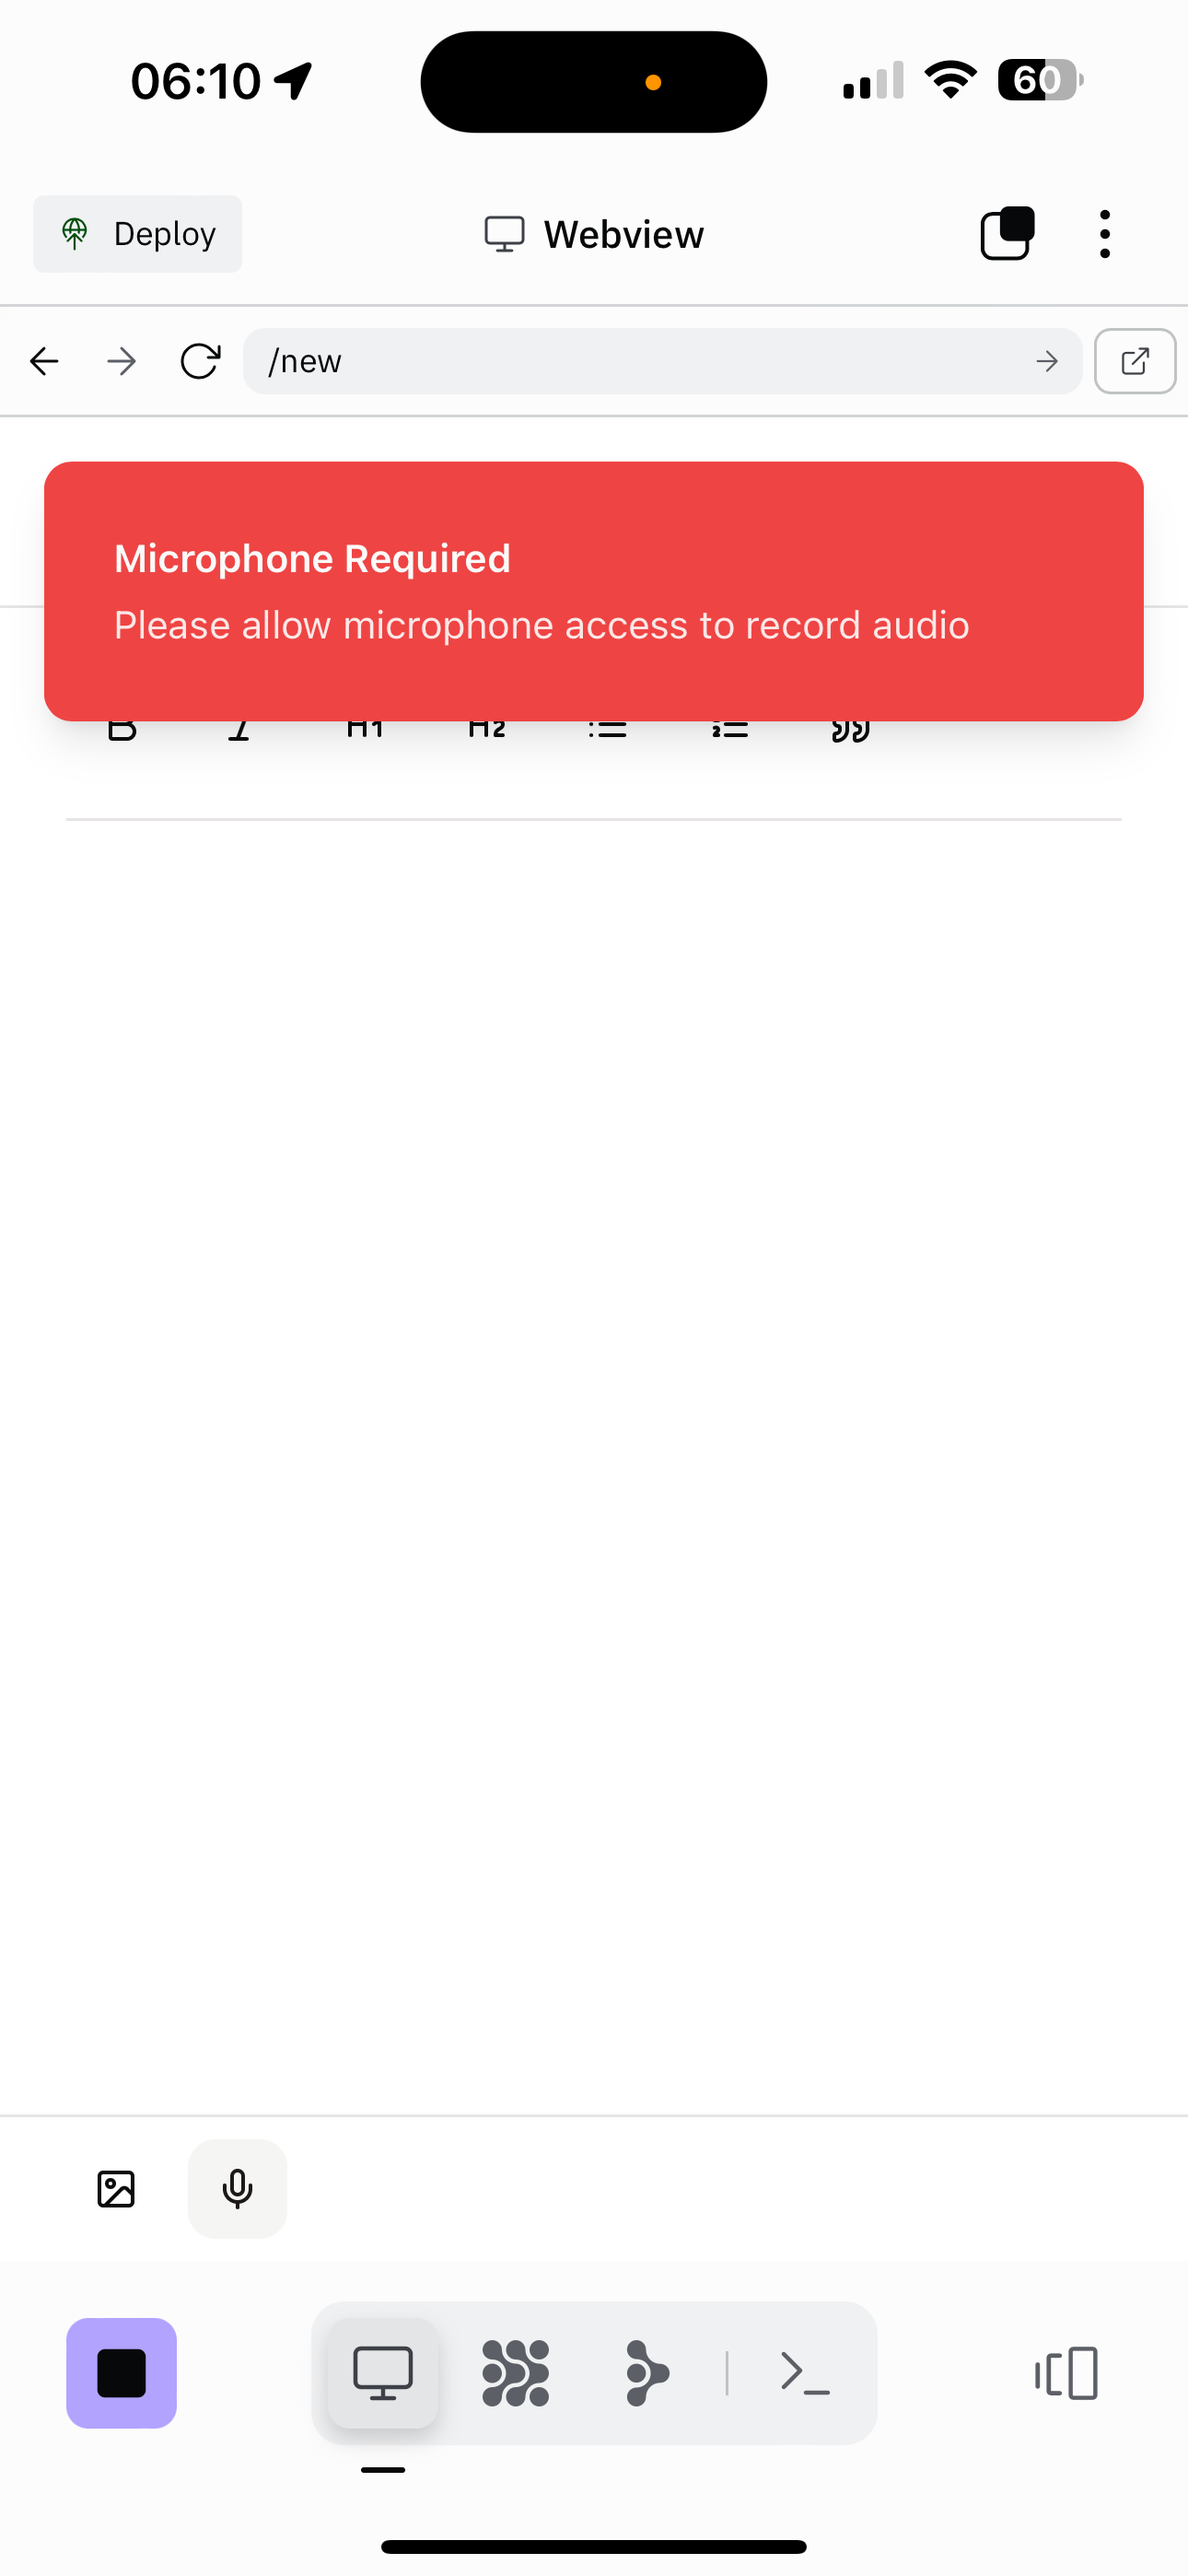 06:10
60
Deploy
Webview
/new
Microphone Required
Please allow microphone access to record audio
B I H1 H2